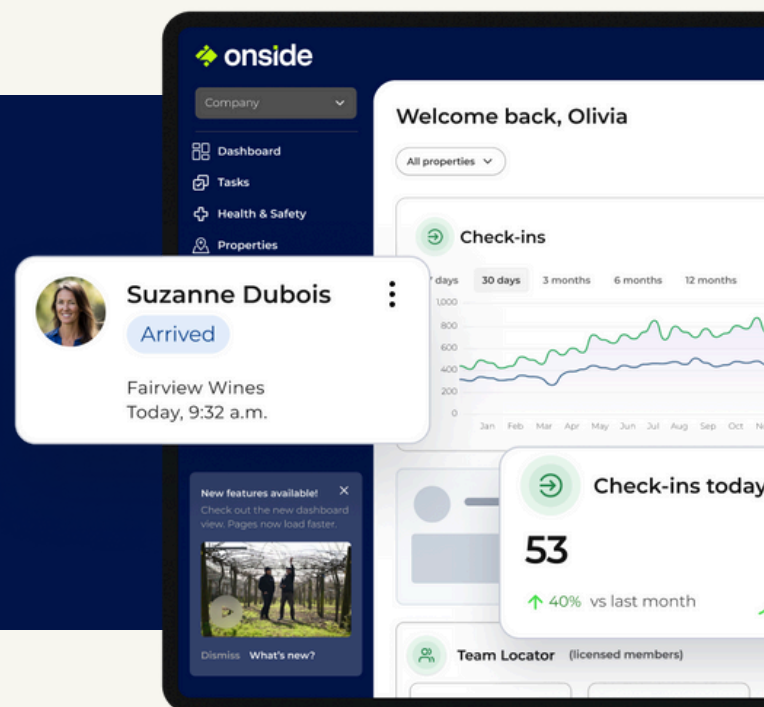 onside
Company
Dashboard
Tasks
Health & Safety
Properties
Welcome back, Olivia
All properties
Check-ins
days
30 days
3 months
6 months
12 months
1,000
800
600
400
200
0
Jan Feb Mar Apr May Jun Jul Aug Sep Oct
Suzanne Dubois
Arrived
Fairview Wines
Today, 9:32 a.m.
New features available!
Check out the new dashboard
view. Pages now load faster.
Dismiss What's new?
Check-ins today
53
40% vs last month
Team Locator (licensed members)